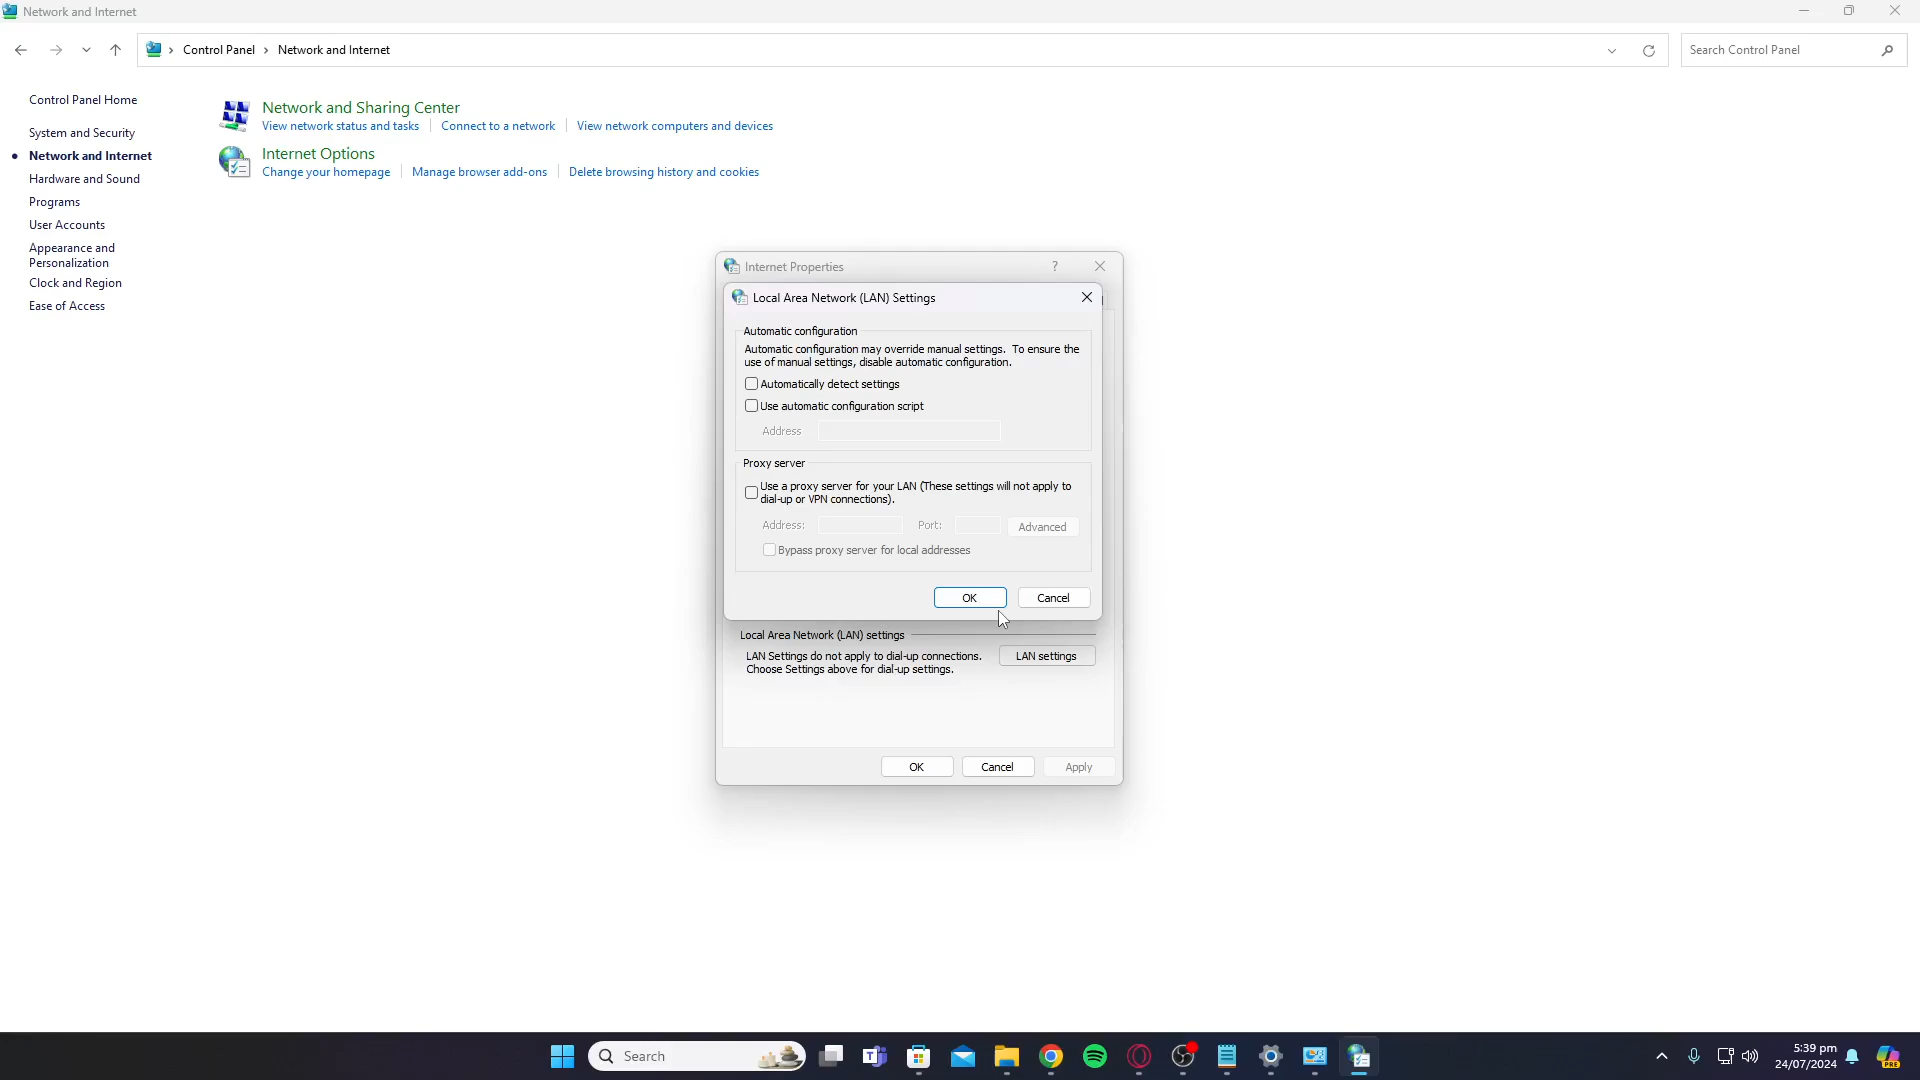 Network and Internet
Control Panel › Network and Internet
Search Control Panel
Control Panel Home
System and Security
Network and Internet
Hardware and Sound
Programs
User Accounts
Appearance and
Personalization
Clock and Region
Ease of Access
Network and Sharing Center
View network status and tasks
Connect to a network
View network computers and devices
Internet Options
Change your homepage
Manage browser add-ons
Delete browsing history and cookies
Internet Properties
?
Local Area Network (LAN) Settings
Automatic configuration
Automatic configuration may override manual settings. To ensure the
use of manual settings, disable automatic configuration.
Automatically detect settings
Use automatic configuration script
Address
Proxy server
Use a proxy server for your LAN (These settings will not apply to
dial-up or VPN connections).
Address:
Port:
Advanced
Bypass proxy server for local addresses
OK
Cancel
Local Area Network (LAN) settings
LAN Settings do not apply to dial-up connections.
Choose Settings above for dial-up settings.
LAN settings
OK
Cancel
Apply
Search
5:39 pm
24/07/2024
PRE